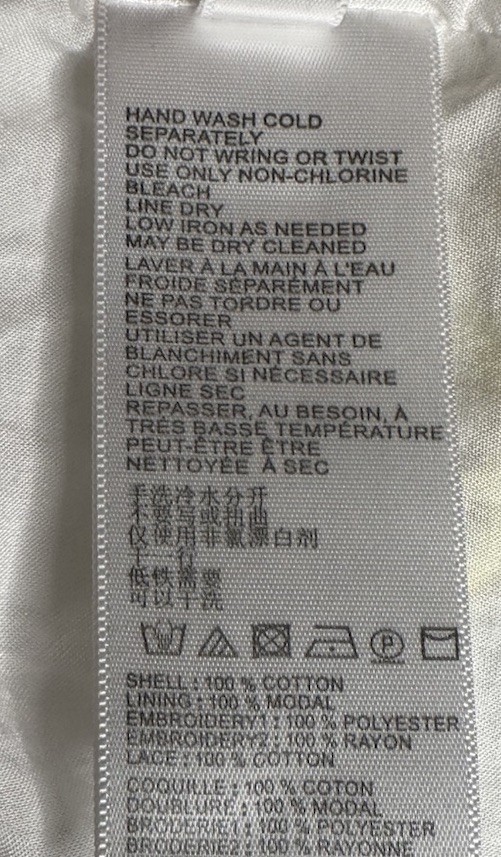 HAND WASH COLD
SEPARATELY
DO NOT WRING OR TWIST
USE ONLY NON-CHLORINE
BLEACH
LINE DRY
LOW IRON AS NEEDED
MAY BE DRY CLEANED
LAVER À LA MAIN À L'EAU
FROIDE SÉPARÉMENT
NE PAS TORDRE OU
ESSORER
UTILISER UN AGENT DE
BLANCHIMENT SANS
CHLORE SI NÉCESSAIRE
LIGNE SEC
REPASSER, AU BESOIN, À
TRÈS BASSE TEMPÉRATURE
PEUT-ÊTRE ÊTRE
NETTOYÉE À SEC
手洗冷水分开
不要写或扭曲
仅使用非氯漂白剂
干一行
低铁需要
可以干洗
P
SHELL : 100 % COTTON
LINING : 100 % MODAL
EMBROIDERY1 : 100 % POLYESTER
EMBROIDERY2 : 100 % RAYON
LACE : 100 % COTTON
COQUILLE : 100 % COTON
DOUBLURE : 100 % MODAL
BRODERIE1 : 100 % POLYESTER
BRODERIE2 : 100 % RAYONNE